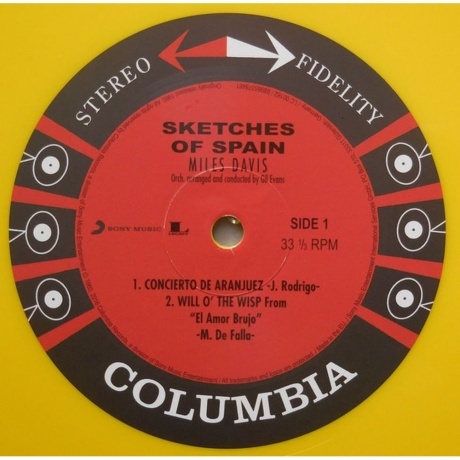 STEREO FIDELITY
SKETCHES
OF SPAIN
MILES DAVIS
Orch. arranged and conducted by Gil Evans
SONY MUSIC
LEGACY
SIDE 1
33 ⅓ RPM
1. CONCIERTO DE ARANJUEZ -J. Rodrigo-
2. WILL O' THE WISP From
"El Amor Brujo"
-M. De Falla-
COLUMBIA